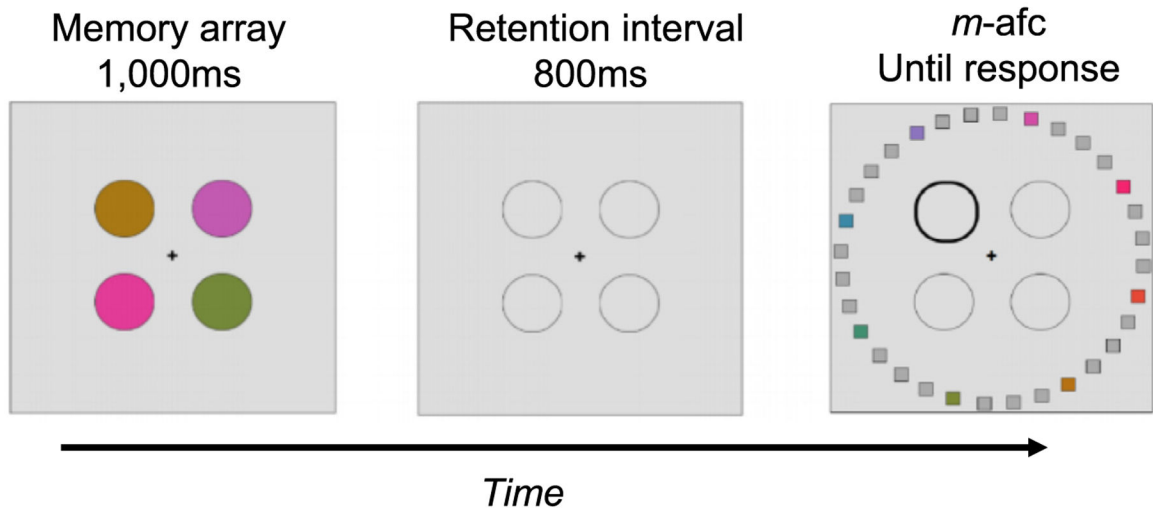 Memory array
1,000ms
Retention interval
800ms
m-afc
Until response
Time